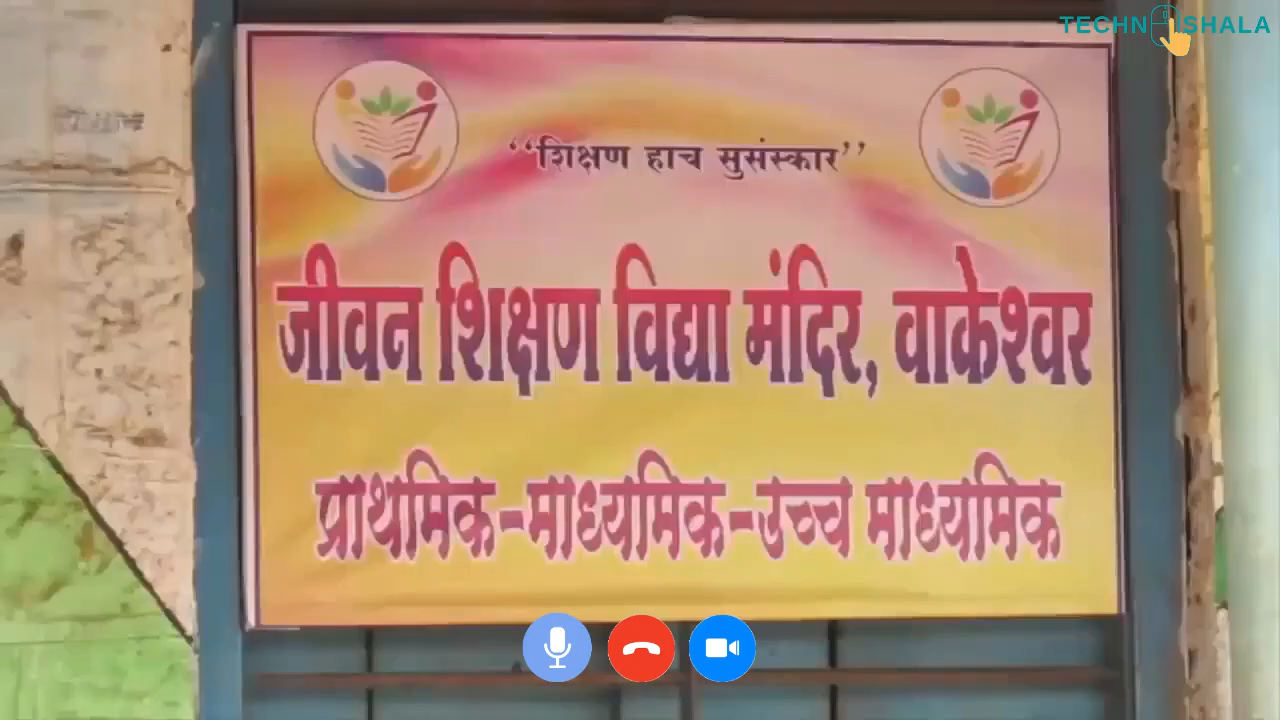 TECHNOSHALA
‘‘शिक्षण हाच सुसंस्कार’’
जीवन शिक्षण विद्या मंदिर, वाकेश्वर
प्राथमिक-माध्यमिक-उच्च माध्यमिक